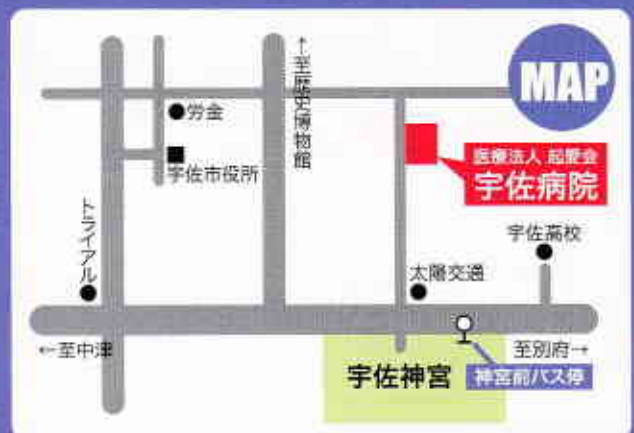 MAP
↑至歴史博物館
労金
宇佐市役所
医療法人 起愛会
宇佐病院
トライアル
宇佐高校
太陽交通
←至中津
至別府→
宇佐神宮
神宮前バス停